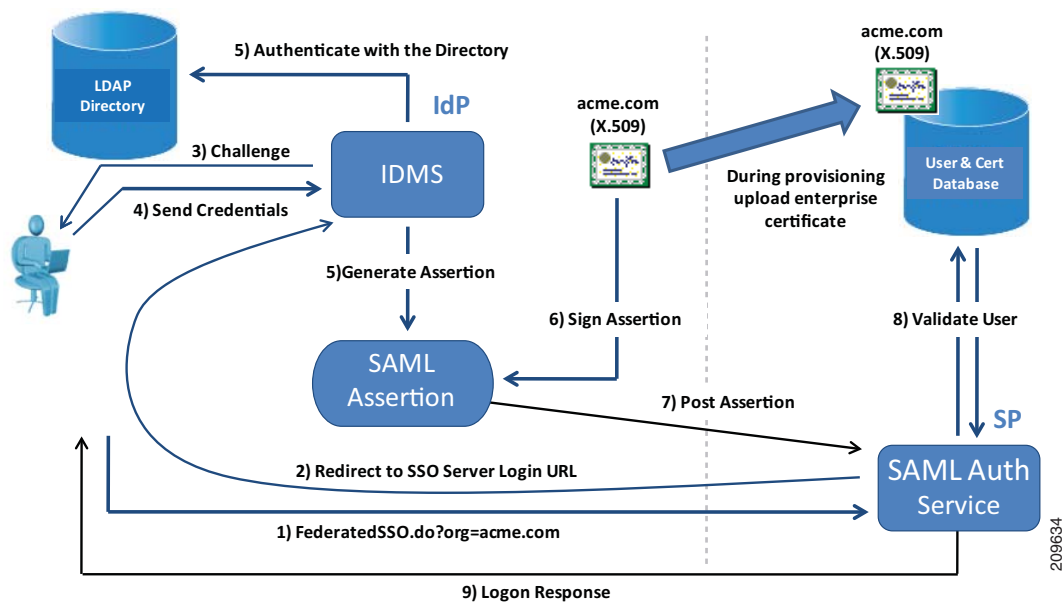 acme.com
(X.509)
5) Authenticate with the Directory
LDAP
Directory
IdP
acme.com
(X.509)
3) Challenge
IDMS
User & Cert
Database
During provisioning
upload enterprise
certificate
4) Send Credentials
5)Generate Assertion
6) Sign Assertion
8) Validate User
SAML
Assertion
7) Post Assertion
SP
2) Redirect to SSO Server Login URL
SAML Auth
Service
1) FederatedSSO.do?org=acme.com
9) Logon Response
209634